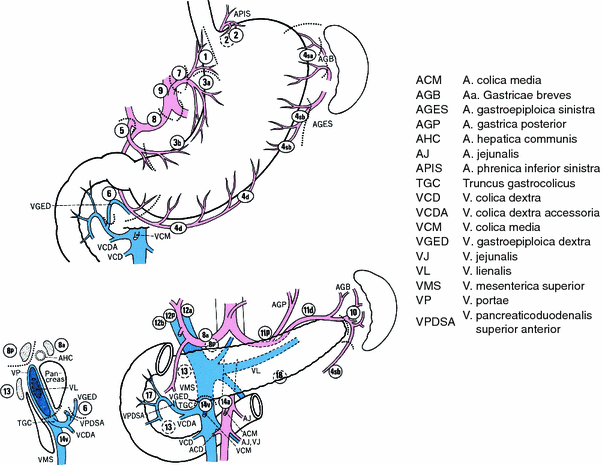 APIS
2
2
1
4sa
AGB
7
3a
9
8
4sb
AGES
5
3b
4sb
6
VGED
4d
4d
VCM
VCDA
VCD
ACM A. colica media
AGB Aa. Gastricae breves
AGES A. gastroepiploica sinistra
AGP A. gastrica posterior
AHC A. hepatica communis
AJ A. jejunalis
APIS A. phrenica inferior sinistra
TGC Truncus gastrocolicus
VCD V. colica dextra
VCDA V. colica dextra accessoria
VCM V. colica media
VGED V. gastroepiploica dextra
VJ V. jejunalis
VL V. lienalis
VMS V. mesenterica superior
VP V. portae
VPDSA V. pancreaticoduodenalis
superior anterior
8p
8a
AHC
VP
Pan-
creas
13
VL
VGED
6
VPDSA
TGC
VCDA
14v
VMS
12a
12p
12b
AGP
11d
AGB
10
8a
8p
11p
4sb
13
VL
VMS
18
17
VGED
TGC
14v
14a
VPDSA
VCDA
13
AJ
VCD
ACM
ACD
AJ,VJ
VCM